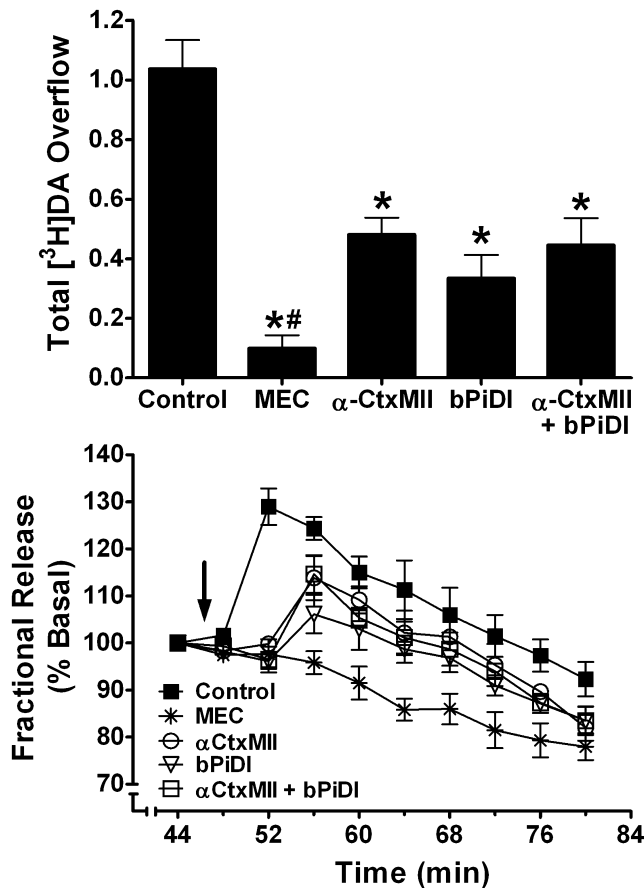 Total [³H]DA Overflow
1.2
1.0
0.8
0.6
0.4
0.2
0.0
*#
*
*
*
Control
MEC
α-CtxMII
bPiDI
α-CtxMII
+ bPiDI
Fractional Release
(% Basal)
140
130
120
110
100
90
80
70
Control
MEC
αCtxMII
bPiDI
αCtxMII + bPiDI
44
52
60
68
76
84
Time (min)